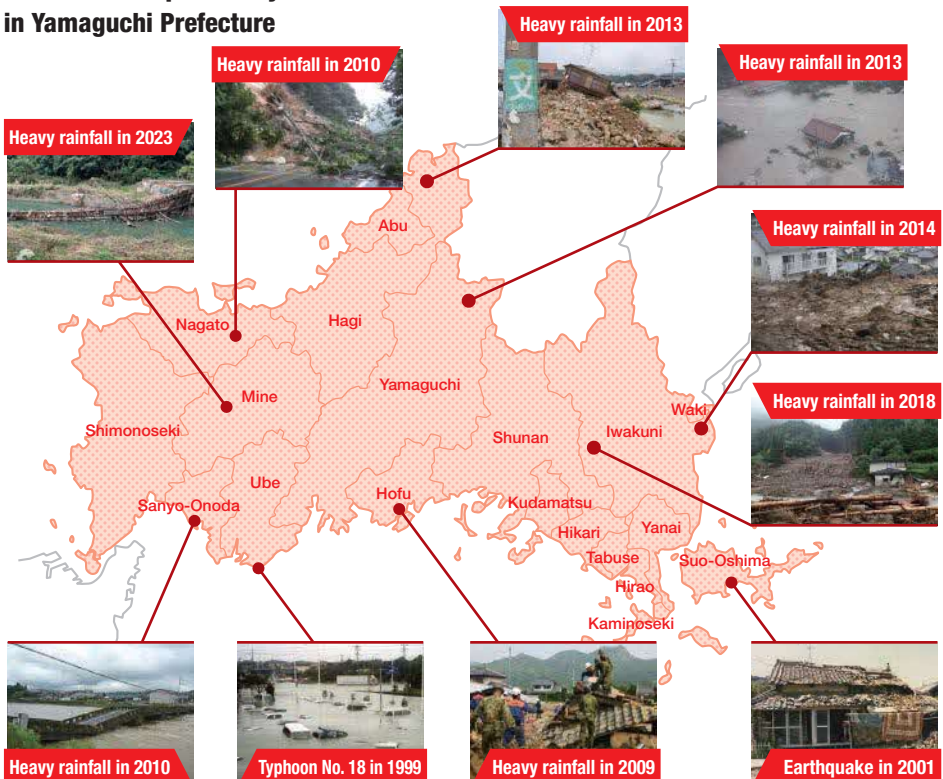 in Yamaguchi Prefecture
Heavy rainfall in 2013
Heavy rainfall in 2010
Heavy rainfall in 2013
Heavy rainfall in 2023
文
Abu
Heavy rainfall in 2014
Nagato
Hagi
Mine
Yamaguchi
Heavy rainfall in 2018
Waki
Shimonoseki
Shunan
Iwakuni
Ube
Hofu
Sanyo-Onoda
Kudamatsu
Hikari
Yanai
Tabuse
Suo-Oshima
Hirao
Kaminoseki
Heavy rainfall in 2010
Typhoon No. 18 in 1999
Heavy rainfall in 2009
Earthquake in 2001